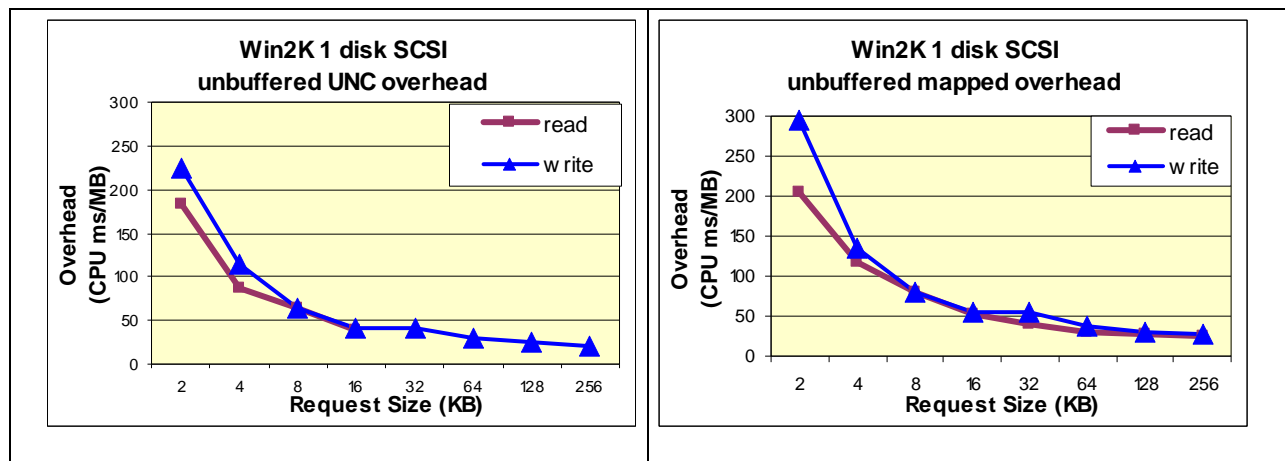 Win2K 1 disk SCSI
unbuffered UNC overhead
300
250
200
150
100
50
0
Overhead
(CPU ms/MB)
read
w rite
2 4 8 16 32 64 128 256
Request Size (KB)
Win2K 1 disk SCSI
unbuffered mapped overhead
300
250
200
150
100
50
0
Overhead
(CPU ms/MB)
read
w rite
2 4 8 16 32 64 128 256
Request Size (KB)